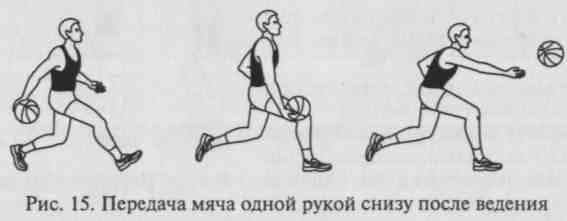 Рис. 15. Передача мяча одной рукой снизу после ведения